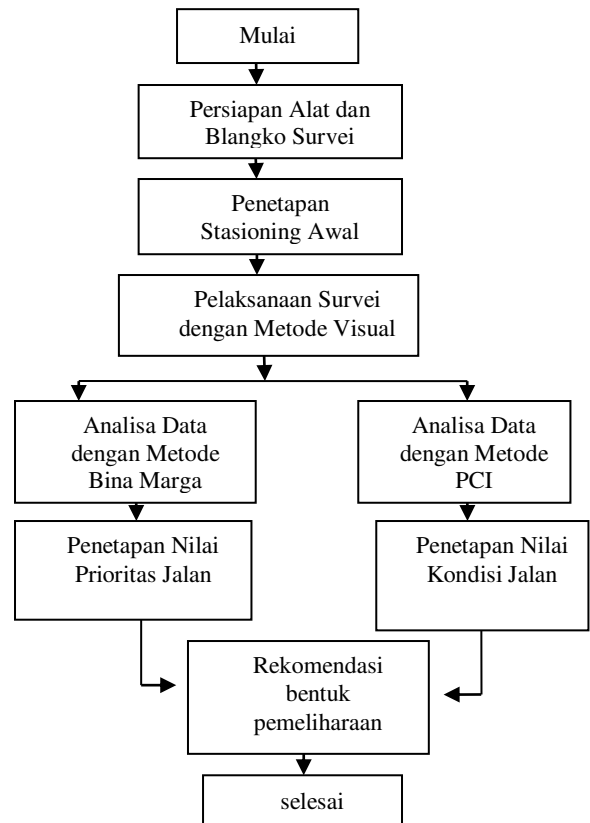 Mulai
Persiapan Alat dan
Blangko Survei
Penetapan
Stasioning Awal
Pelaksanaan Survei
dengan Metode Visual
Analisa Data
dengan Metode
Bina Marga
Analisa Data
dengan Metode
PCI
Penetapan Nilai
Prioritas Jalan
Penetapan Nilai
Kondisi Jalan
Rekomendasi
bentuk
pemeliharaan
selesai